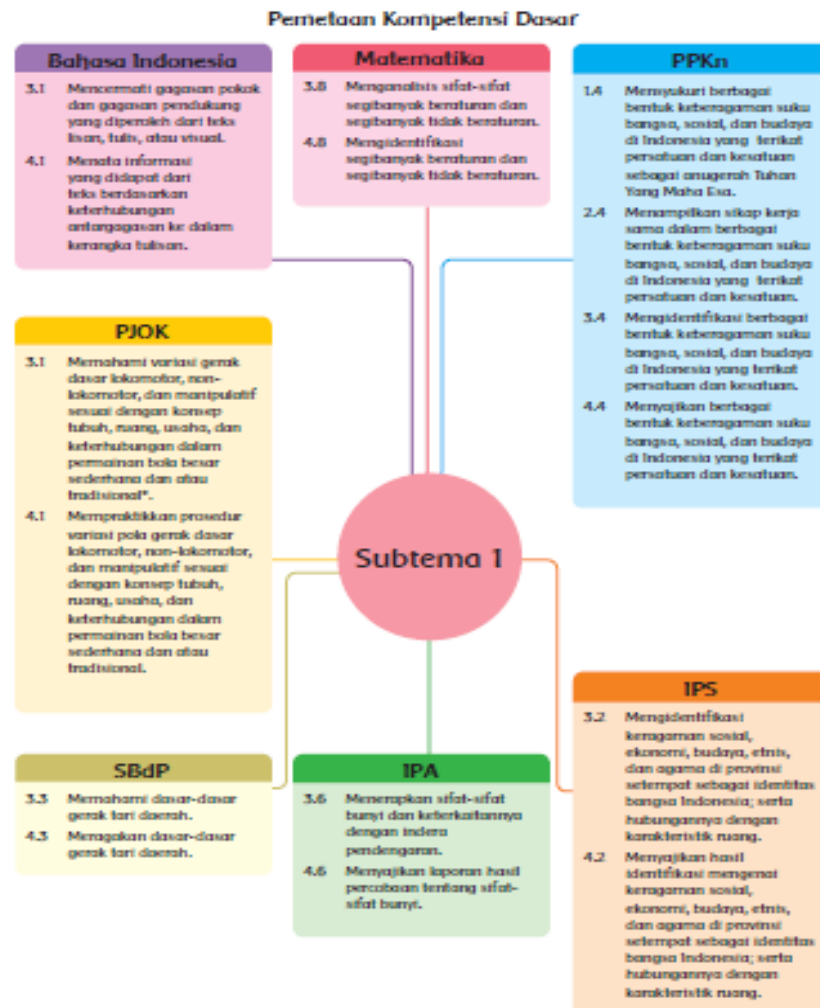 Pemetaan Kompetensi Dasar
Bahasa Indonesia
3.1 Mencermati gagasan pokok
dan gagasan pendukung
yang diperoleh dari teks
lisan, tulis, atau visual.
4.1 Menata informasi
yang didapat dari
teks berdasarkan
keterhubungan
antargagasan ke dalam
kerangka tulisan.
Matematika
3.8 Menganalisis sifat-sifat
segibanyak beraturan dan
segibanyak tidak beraturan.
4.8 Mengidentifikasi
segibanyak beraturan dan
segibanyak tidak beraturan.
PPKn
1.4 Mensyukuri berbagai
bentuk keberagaman suku
bangsa, sosial, dan budaya
di Indonesia yang terikat
persatuan dan kesatuan
sebagai anugerah Tuhan
Yang Maha Esa.
2.4 Menampilkan sikap kerja
sama dalam berbagai
bentuk keberagaman suku
bangsa, sosial, dan budaya
di Indonesia yang terikat
persatuan dan kesatuan.
3.4 Mengidentifikasi berbagai
bentuk keberagaman suku
bangsa, sosial, dan budaya
di Indonesia yang terikat
persatuan dan kesatuan.
4.4 Menyajikan berbagai
bentuk keberagaman suku
bangsa, sosial, dan budaya
di Indonesia yang terikat
persatuan dan kesatuan.
PJOK
3.1 Memahami variasi gerak
dasar lokomotor, non-
lokomotor, dan manipulatif
sesuai dengan konsep
tubuh, ruang, usaha, dan
keterhubungan dalam
permainan bola besar
sederhana dan atau
tradisional*.
4.1 Mempraktikkan prosedur
variasi pola gerak dasar
lokomotor, non-lokomotor,
dan manipulatif sesuai
dengan konsep tubuh,
ruang, usaha, dan
keterhubungan dalam
permainan bola besar
sederhana dan atau
tradisional.
Subtema 1
SBdP
3.3 Memahami dasar-dasar
gerak tari daerah.
4.3 Meragakan dasar-dasar
gerak tari daerah.
IPA
3.6 Menerapkan sifat-sifat
bunyi dan keterkaitannya
dengan indera
pendengaran.
4.6 Menyajikan laporan hasil
percobaan tentang sifat-
sifat bunyi.
IPS
3.2 Mengidentifikasi
keragaman sosial,
ekonomi, budaya, etnis,
dan agama di provinsi
setempat sebagai identitas
bangsa Indonesia; serta
hubungannya dengan
karakteristik ruang.
4.2 Menyajikan hasil
identifikasi mengenai
keragaman sosial,
ekonomi, budaya, etnis,
dan agama di provinsi
setempat sebagai identitas
bangsa Indonesia; serta
hubungannya dengan
karakteristik ruang.